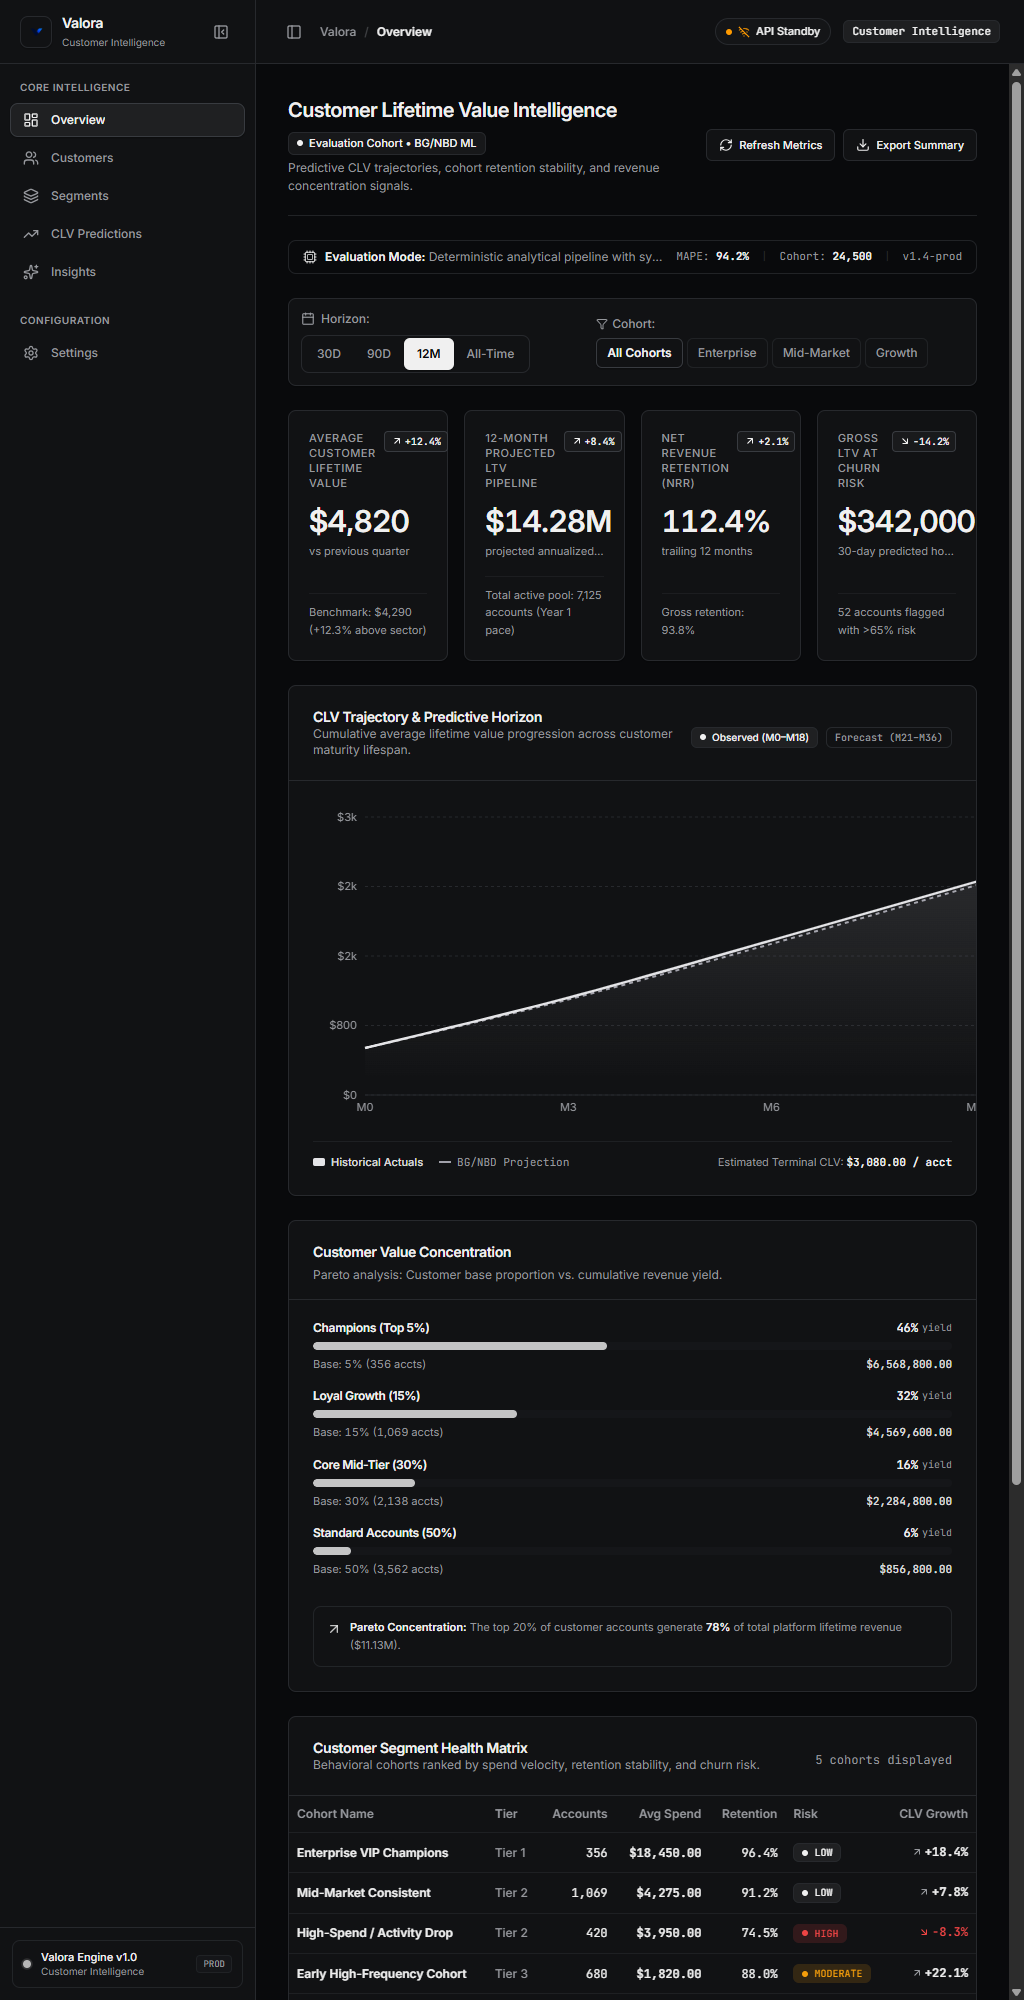 Valora
Customer Intelligence
Valora / Overview
API Standby
Customer Intelligence
CORE INTELLIGENCE
Overview
Customers
Segments
CLV Predictions
Insights
CONFIGURATION
Settings
Customer Lifetime Value Intelligence
Evaluation Cohort • BG/NBD ML
Predictive CLV trajectories, cohort retention stability, and revenue
concentration signals.
Refresh Metrics
Export Summary
Evaluation Mode: Deterministic analytical pipeline with sy...
MAPE: 94.2%
Cohort: 24,500
v1.4-prod
Horizon:
30D 90D 12M All-Time
Cohort:
All Cohorts Enterprise Mid-Market Growth
AVERAGE
CUSTOMER
LIFETIME
VALUE
+12.4%
$4,820
vs previous quarter
Benchmark: $4,290
(+12.3% above sector)
12-MONTH
PROJECTED
LTV
PIPELINE
+8.4%
$14.28M
projected annualized...
Total active pool: 7,125
accounts (Year 1
pace)
NET
REVENUE
RETENTION
(NRR)
+2.1%
112.4%
trailing 12 months
Gross retention:
93.8%
GROSS
LTV AT
CHURN
RISK
-14.2%
$342,000
30-day predicted ho...
52 accounts flagged
with >65% risk
CLV Trajectory & Predictive Horizon
Cumulative average lifetime value progression across customer
maturity lifespan.
Observed (M0–M18)
Forecast (M21–M36)
$3k
$2k
$2k
$800
$0
M0 M3 M6 M
Historical Actuals
BG/NBD Projection
Estimated Terminal CLV: $3,080.00 / acct
Customer Value Concentration
Pareto analysis: Customer base proportion vs. cumulative revenue yield.
Champions (Top 5%) 46% yield
Base: 5% (356 accts) $6,568,800.00
Loyal Growth (15%) 32% yield
Base: 15% (1,069 accts) $4,569,600.00
Core Mid-Tier (30%) 16% yield
Base: 30% (2,138 accts) $2,284,800.00
Standard Accounts (50%) 6% yield
Base: 50% (3,562 accts) $856,800.00
Pareto Concentration: The top 20% of customer accounts generate 78% of total platform lifetime revenue
($11.13M).
Customer Segment Health Matrix
Behavioral cohorts ranked by spend velocity, retention stability, and churn risk.
5 cohorts displayed
Cohort Name Tier Accounts Avg Spend Retention Risk CLV Growth
Enterprise VIP Champions Tier 1 356 $18,450.00 96.4% LOW +18.4%
Mid-Market Consistent Tier 2 1,069 $4,275.00 91.2% LOW +7.8%
High-Spend / Activity Drop Tier 2 420 $3,950.00 74.5% HIGH -8.3%
Early High-Frequency Cohort Tier 3 680 $1,820.00 88.0% MODERATE +22.1%
Valora Engine v1.0
Customer Intelligence
PROD